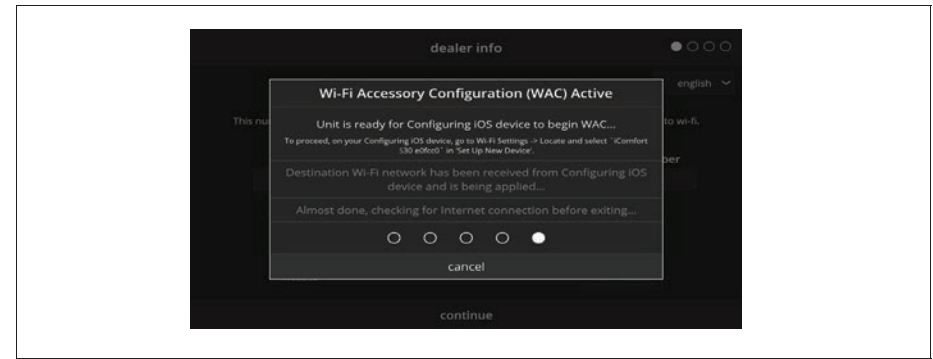 dealer info
english
Wi-Fi Accessory Configuration (WAC) Active
This nu
Unit is ready for Configuring iOS device to begin WAC...
to wi-fi.
To proceed, on your Configuring iOS device, go to Wi-Fi Settings -> Locate and select `iComfort
S30 e0fcc0` in 'Set Up New Device'.
ber
Destination Wi-Fi network has been received from Configuring iOS
device and is being applied...
Almost done, checking for Internet connection before exiting...
cancel
continue